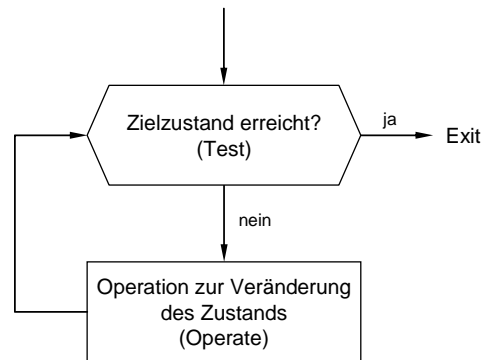 Zielzustand erreicht?
(Test)
ja
Exit
nein
Operation zur Veränderung
des Zustands
(Operate)